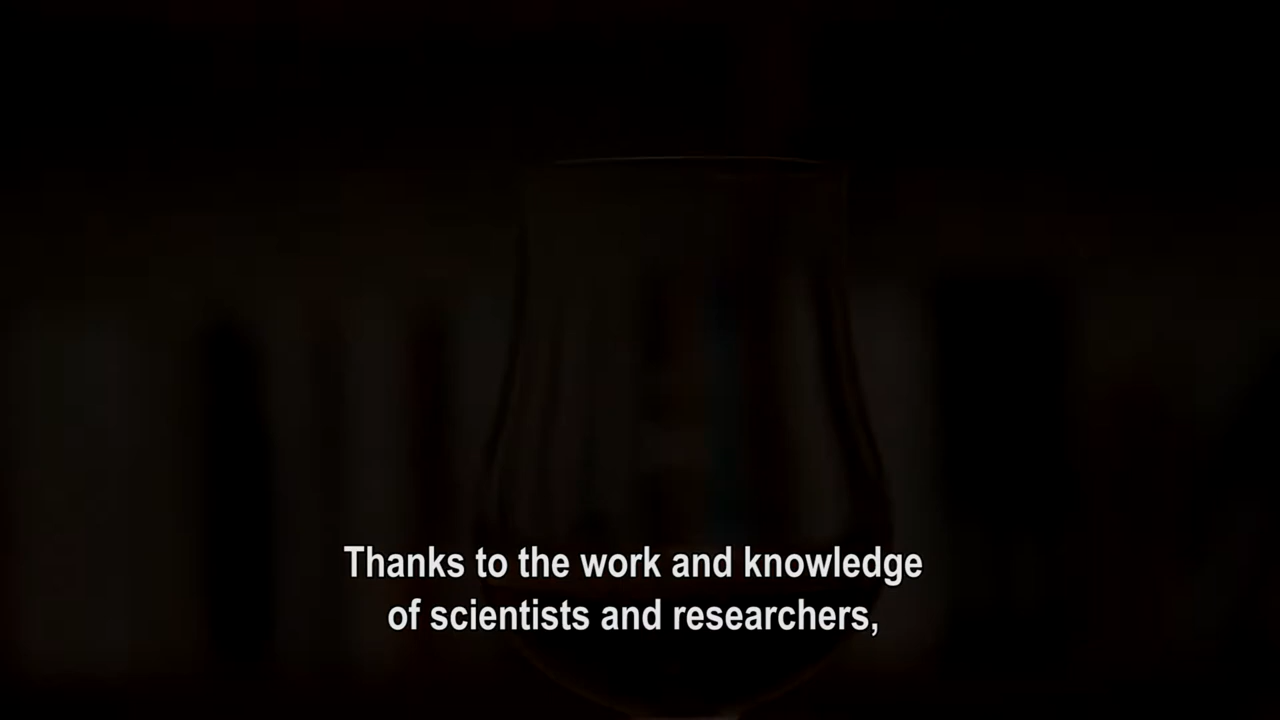 Thanks to the work and knowledge
of scientists and researchers,